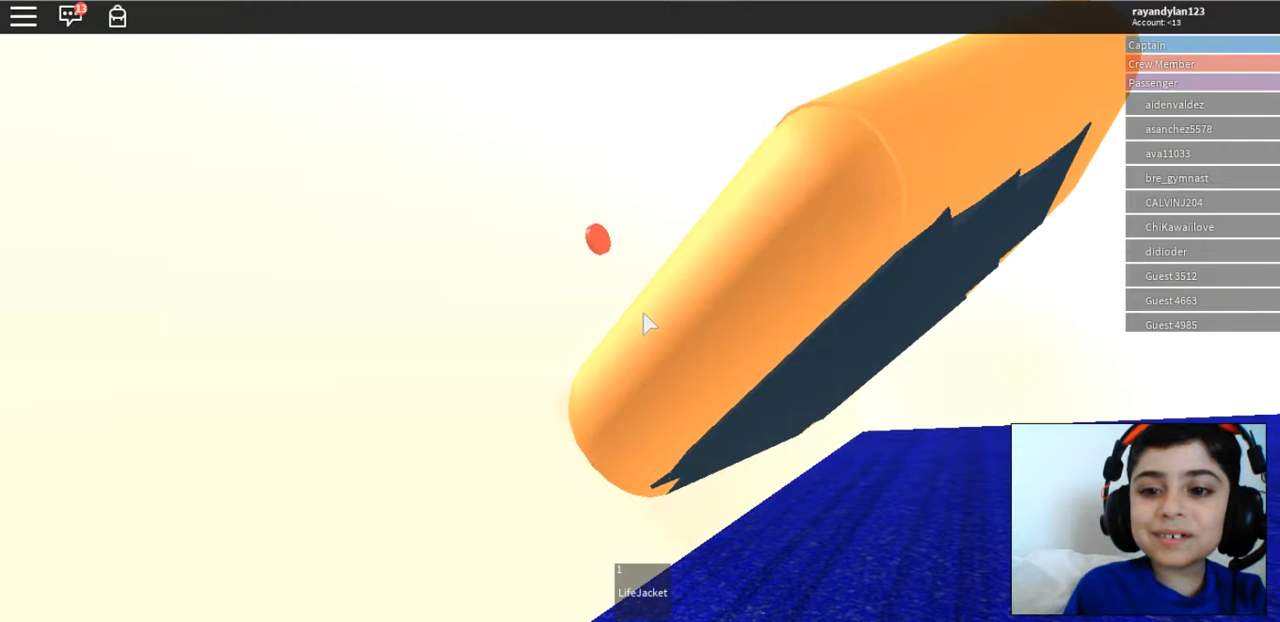 13
rayandylan123
Account: <13
Captain
Crew Member
Passenger
aidenvaldez
asanchez5578
ava11033
bre_gymnast
CALVINJ204
ChiKawaiilove
didioder
Guest 3512
Guest 4663
Guest 4985
1
LifeJacket